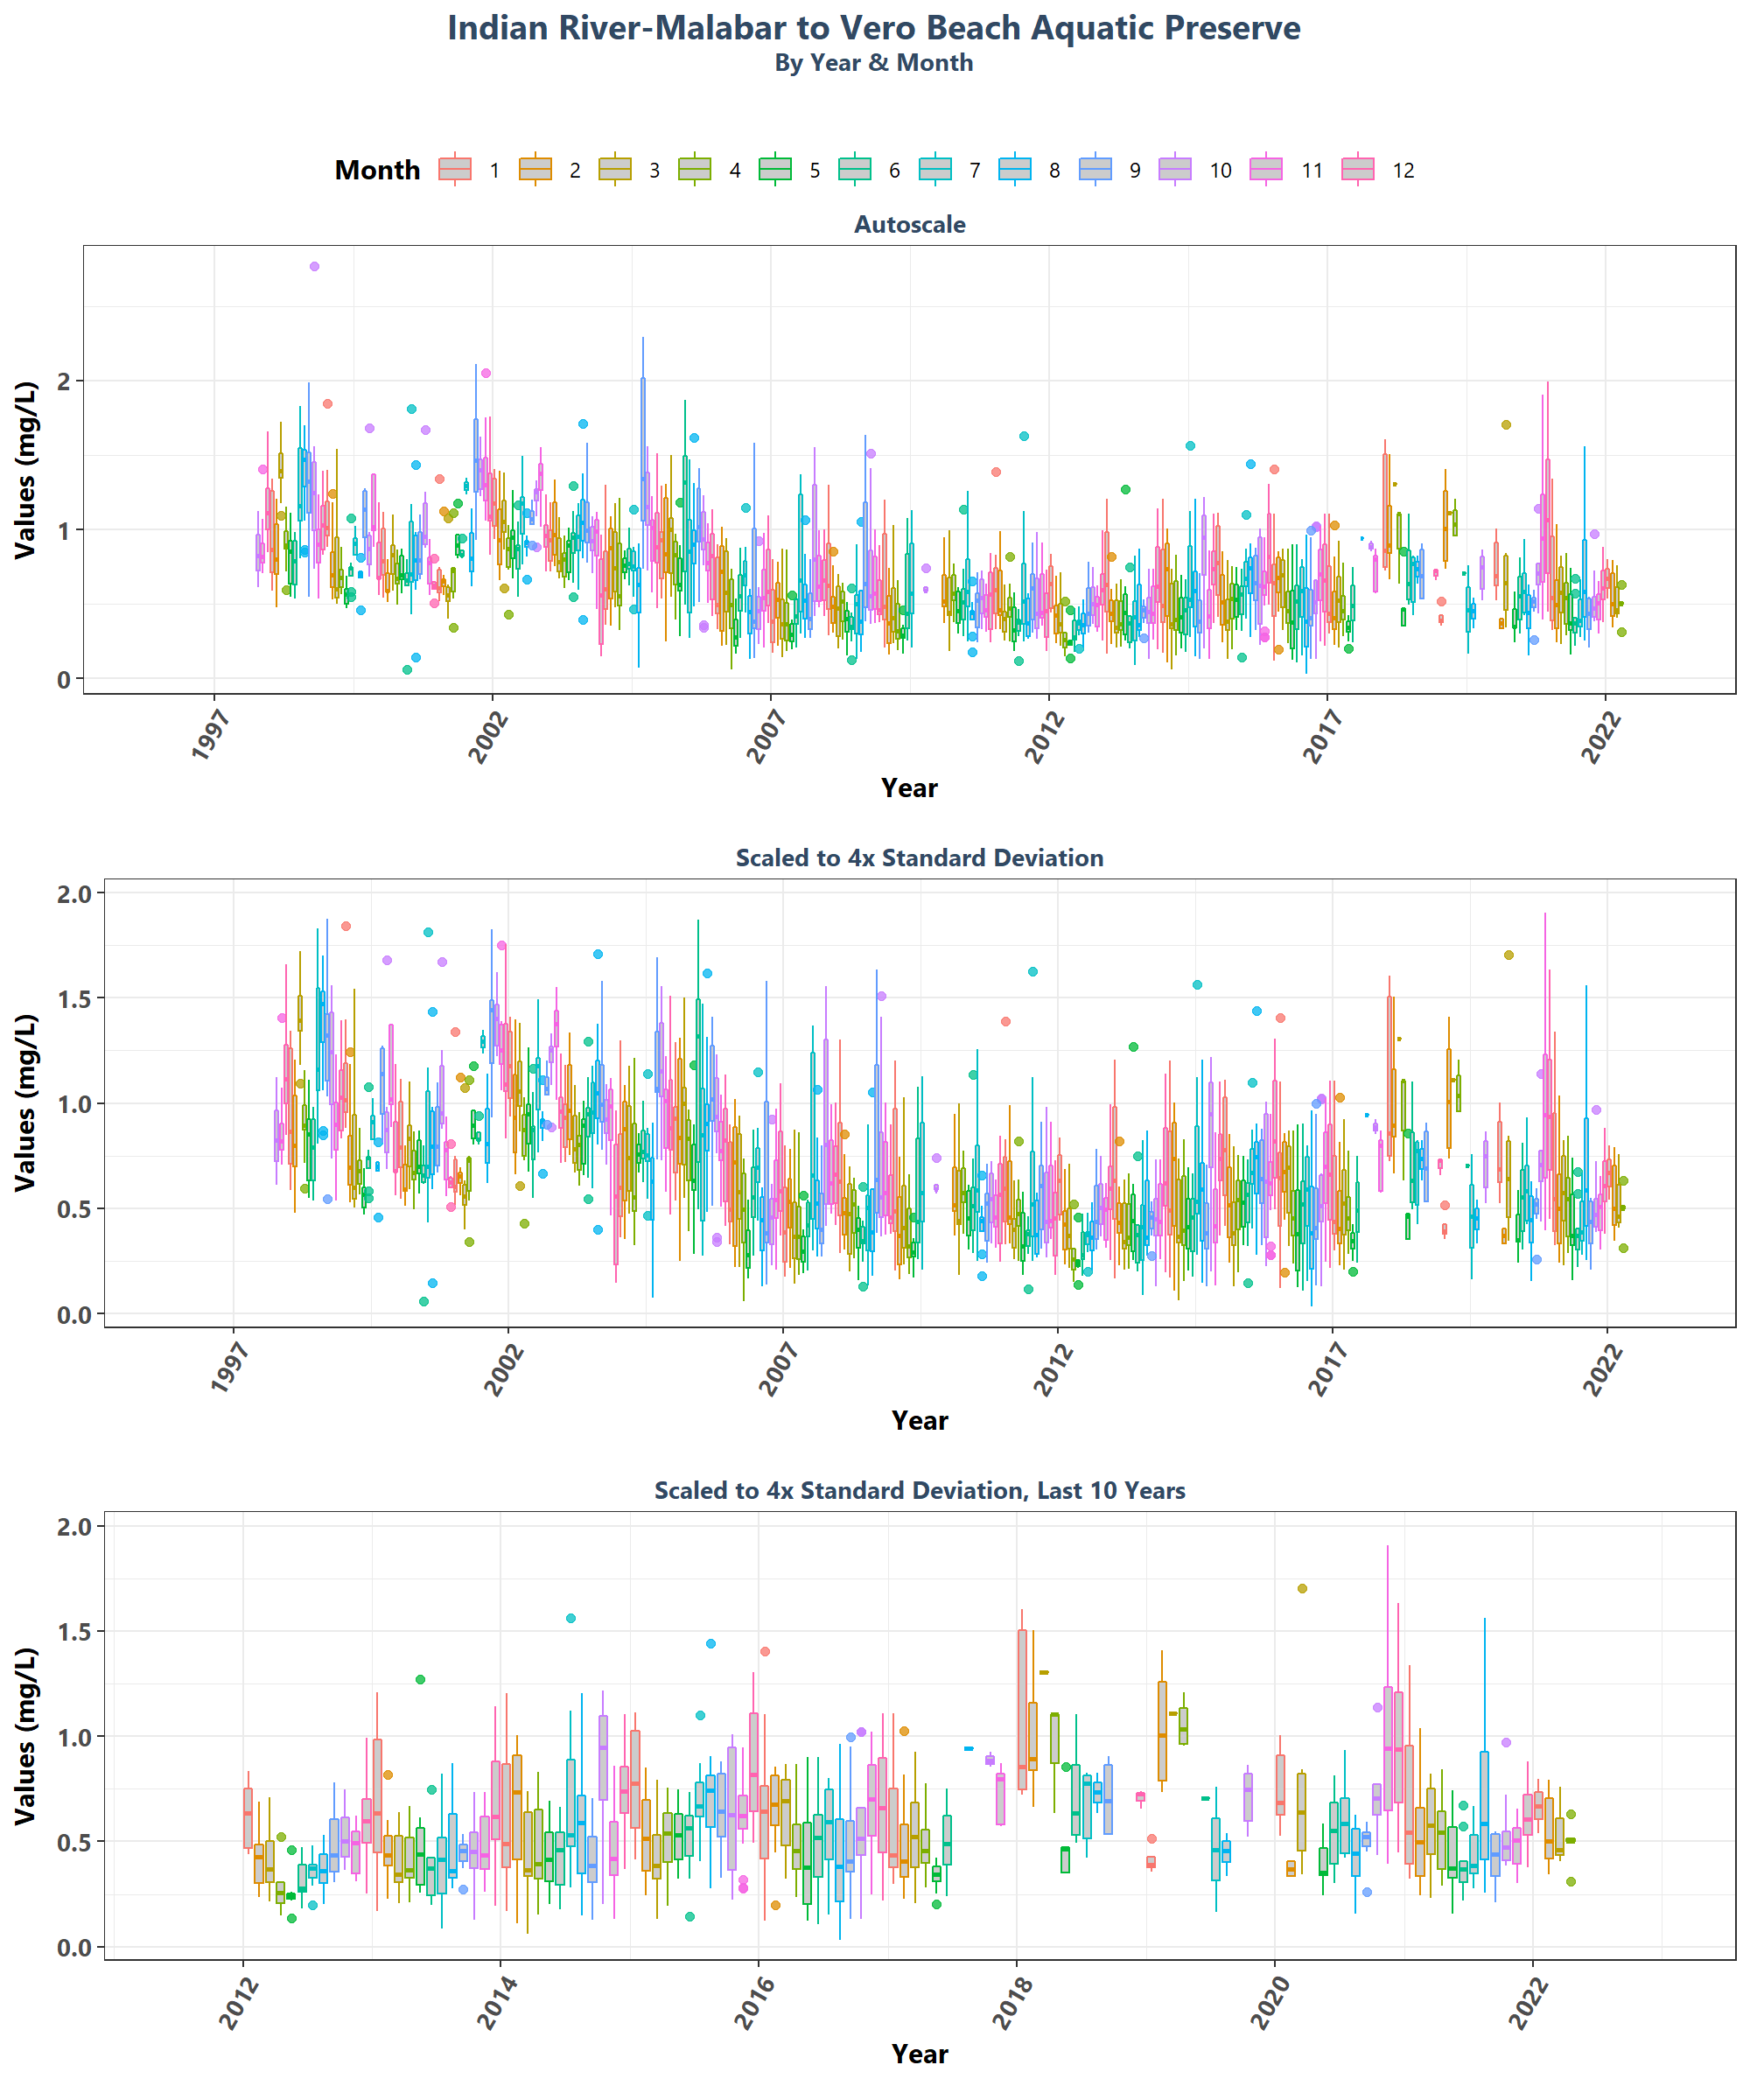 Indian River-Malabar to Vero Beach Aquatic Preserve
By Year & Month
Month 1 2 3 4 5 6 7 8 9 10 11 12
Autoscale
Values (mg/L)
2
1
0
1997 2002 2007 2012 2017 2022
Year
Scaled to 4x Standard Deviation
Values (mg/L)
2.0
1.5
1.0
0.5
0.0
1997 2002 2007 2012 2017 2022
Year
Scaled to 4x Standard Deviation, Last 10 Years
Values (mg/L)
2.0
1.5
1.0
0.5
0.0
2012 2014 2016 2018 2020 2022
Year